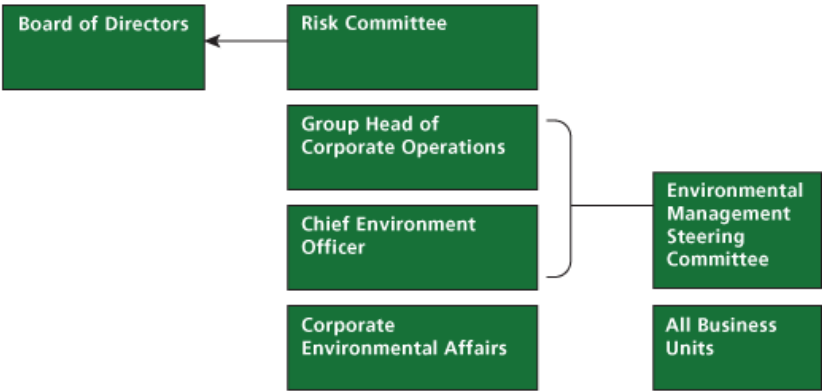 Board of Directors
Risk Committee
Group Head of
Corporate Operations
Chief Environment
Officer
Environmental
Management
Steering
Committee
Corporate
Environmental Affairs
All Business
Units